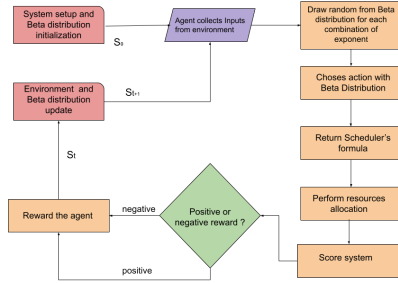 System setup and
Beta distribution
initialization
S₀
Agent collects Inputs
from environment
Draw random from Beta
distribution for each
combination of
exponent
Environment and
Beta distribution
update
St+1
Choses action with
Beta Distribution
St
Return Scheduler's
formula
Reward the agent
negative
Positive or
negative reward ?
Perform resources
allocation
positive
Score system